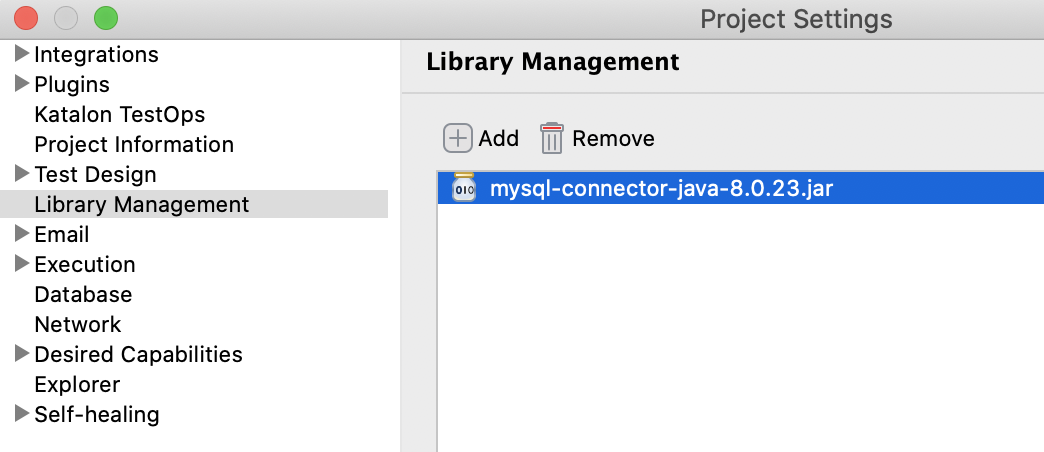 Project Settings
Integrations
Plugins
Katalon TestOps
Project Information
Test Design
Library Management
Email
Execution
Database
Network
Desired Capabilities
Explorer
Self-healing
Library Management
Add Remove
010 mysql-connector-java-8.0.23.jar